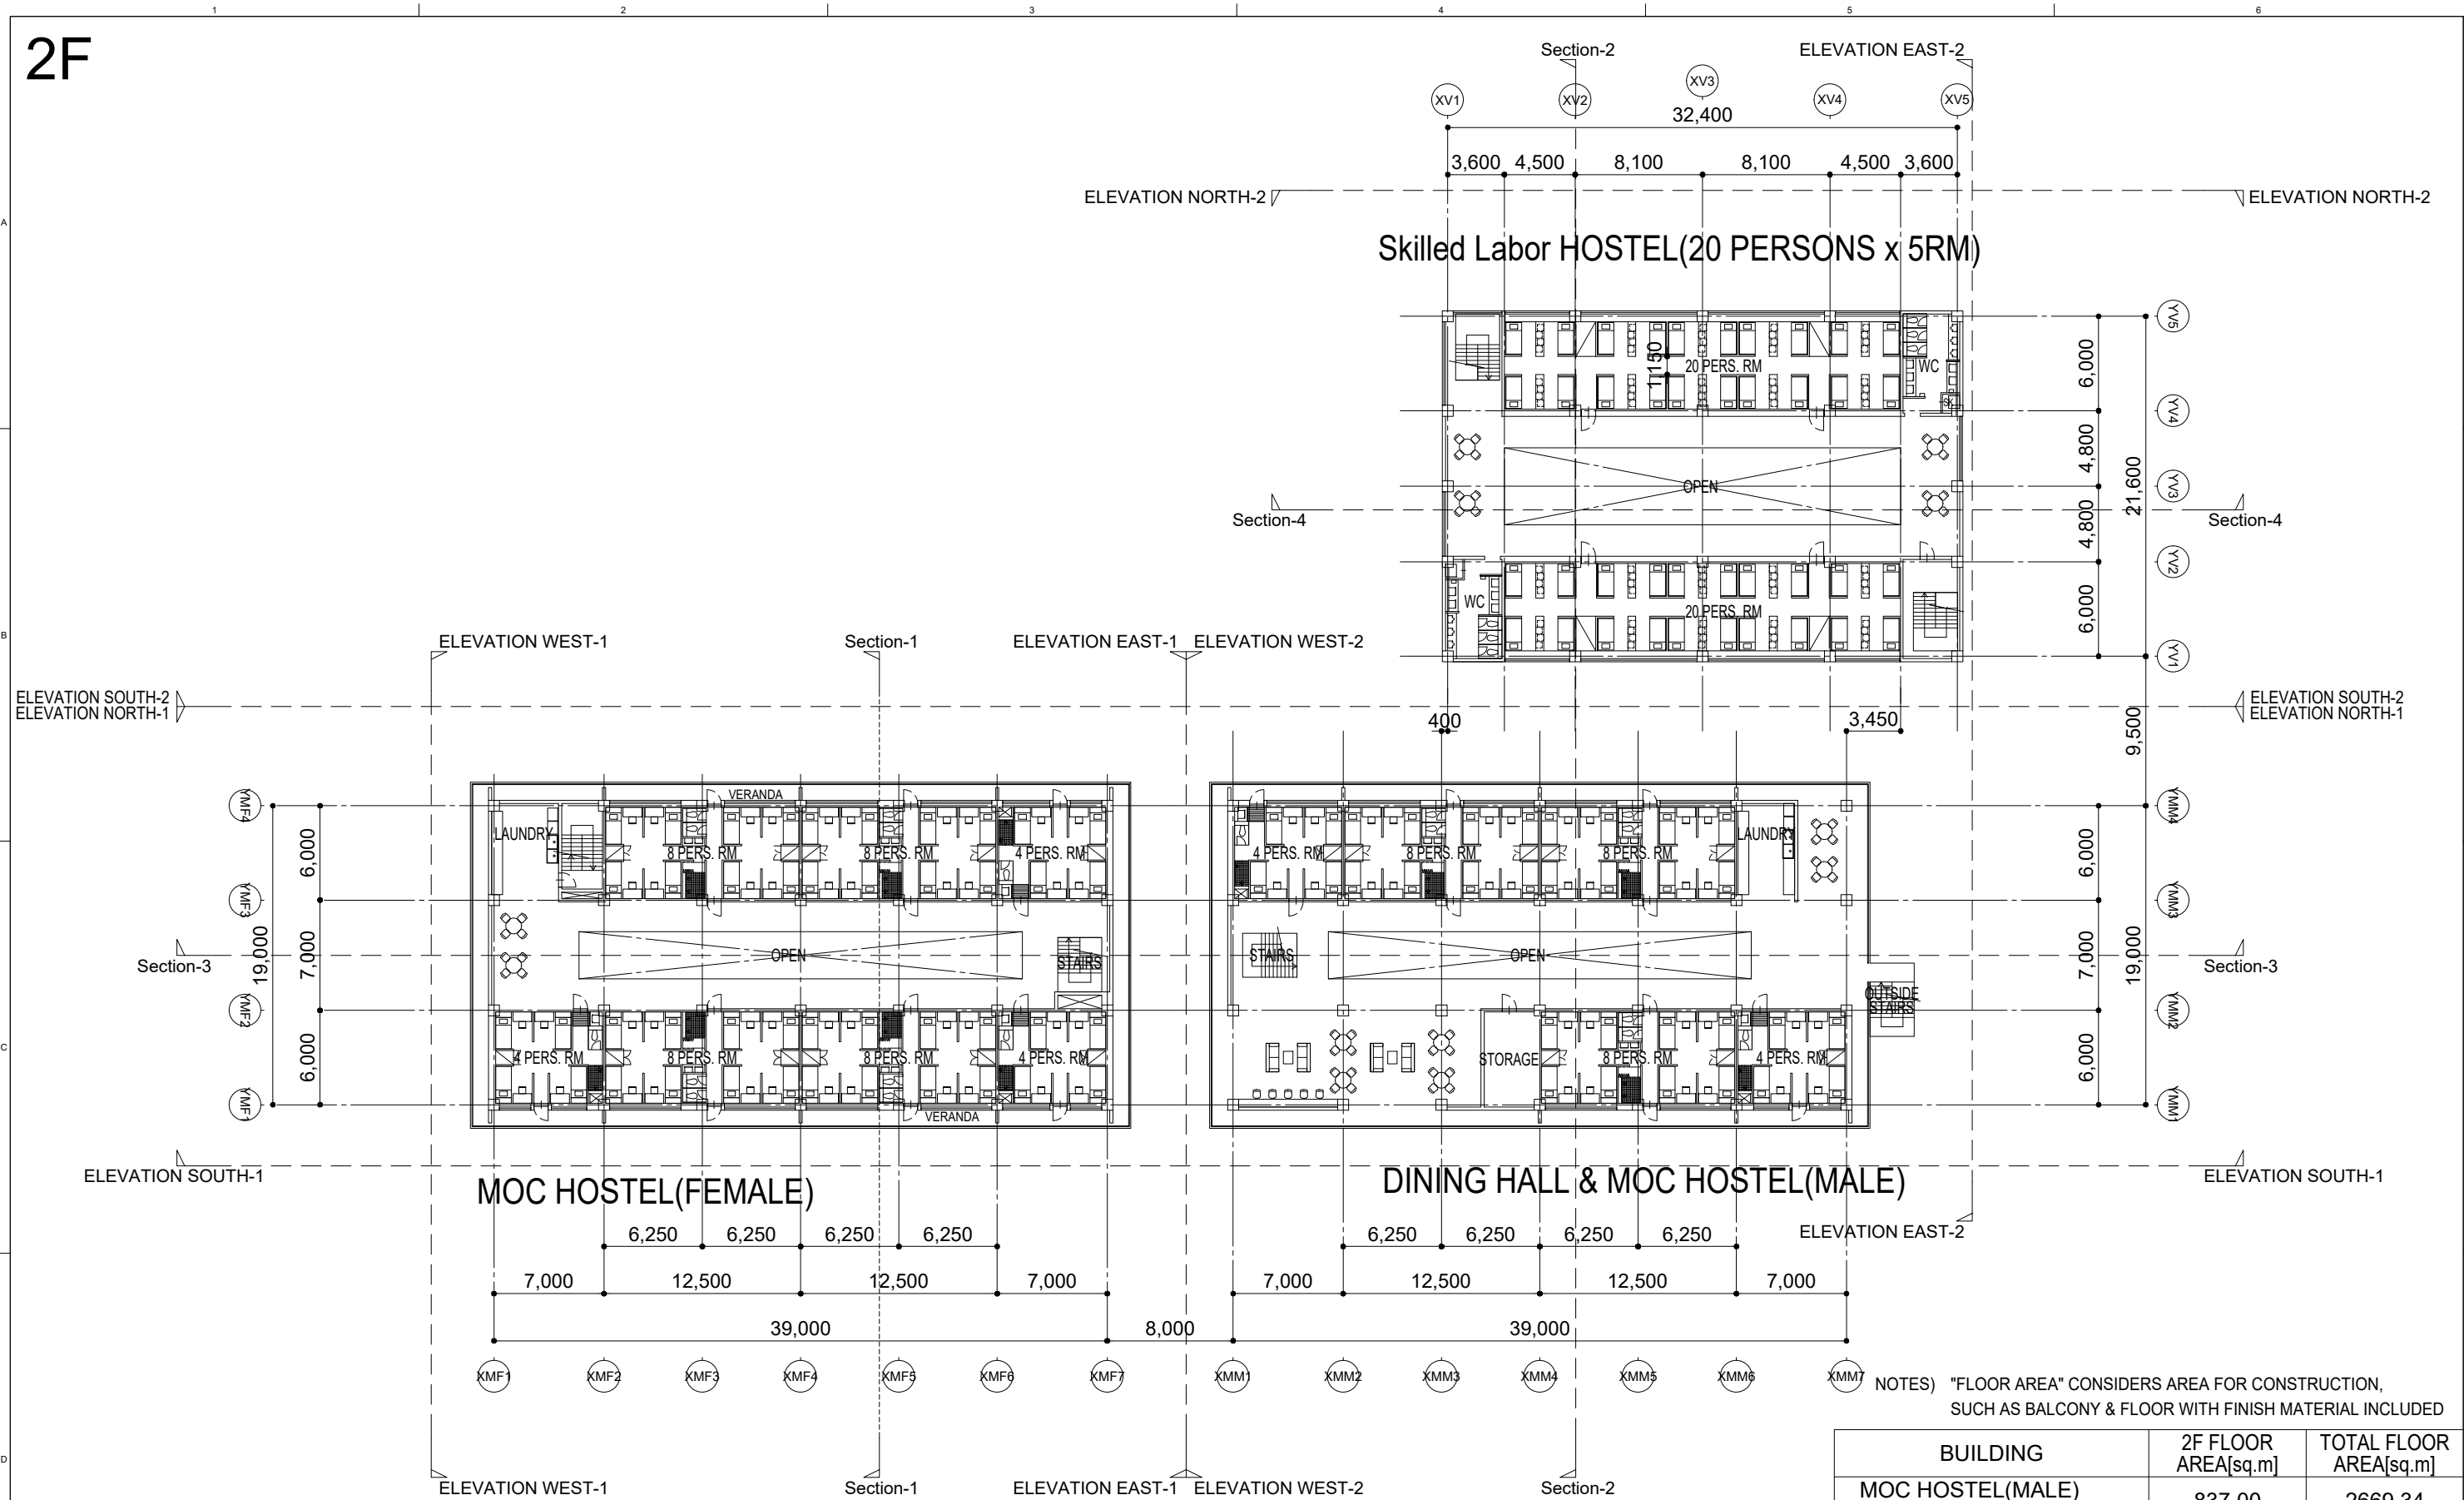 1 2 3 4 5 6
2F
Section-2
ELEVATION EAST-2
XV1 XV2 XV3 XV4 XV5
32,400
3,600 4,500 8,100 8,100 4,500 3,600
ELEVATION NORTH-2
ELEVATION NORTH-2
A
Skilled Labor HOSTEL(20 PERSONS x 5RM)
YV5
6,000
1,150
20 PERS. RM
WC
SK
YV4
4,800
21,600
OPEN
YV3
Section-4
Section-4
4,800
YV2
WC
20 PERS. RM
6,000
YV1
B
ELEVATION WEST-1
Section-1
ELEVATION EAST-1
ELEVATION WEST-2
ELEVATION SOUTH-2
ELEVATION NORTH-1
ELEVATION SOUTH-2
ELEVATION NORTH-1
400
3,450
9,500
YMF4
VERANDA
YMM4
LAUNDRY
8 PERS. RM
8 PERS. RM
4 PERS. RM
4 PERS. RM
8 PERS. RM
8 PERS. RM
LAUNDRY
6,000
6,000
YMF3
YMM3
19,000
7,000
OPEN
STAIRS
STAIRS
OPEN
7,000
19,000
Section-3
Section-3
OUTSIDE
STAIRS
YMF2
YMM2
C
4 PERS. RM
8 PERS. RM
8 PERS. RM
4 PERS. RM
STORAGE
8 PERS. RM
4 PERS. RM
6,000
6,000
YMF1
VERANDA
YMM1
ELEVATION SOUTH-1
ELEVATION SOUTH-1
MOC HOSTEL(FEMALE)
DINING HALL & MOC HOSTEL(MALE)
6,250 6,250 6,250 6,250
6,250 6,250 6,250 6,250
ELEVATION EAST-2
7,000 12,500 12,500 7,000
7,000 12,500 12,500 7,000
39,000 8,000 39,000
XMF1 XMF2 XMF3 XMF4 XMF5 XMF6 XMF7
XMM1 XMM2 XMM3 XMM4 XMM5 XMM6 XMM7
NOTES) "FLOOR AREA" CONSIDERS AREA FOR CONSTRUCTION,
SUCH AS BALCONY & FLOOR WITH FINISH MATERIAL INCLUDED
D
BUILDING
2F FLOOR
AREA[sq.m]
TOTAL FLOOR
AREA[sq.m]
ELEVATION WEST-1
Section-1
ELEVATION EAST-1
ELEVATION WEST-2
Section-2
MOC HOSTEL(MALE)
837.00
2669.34